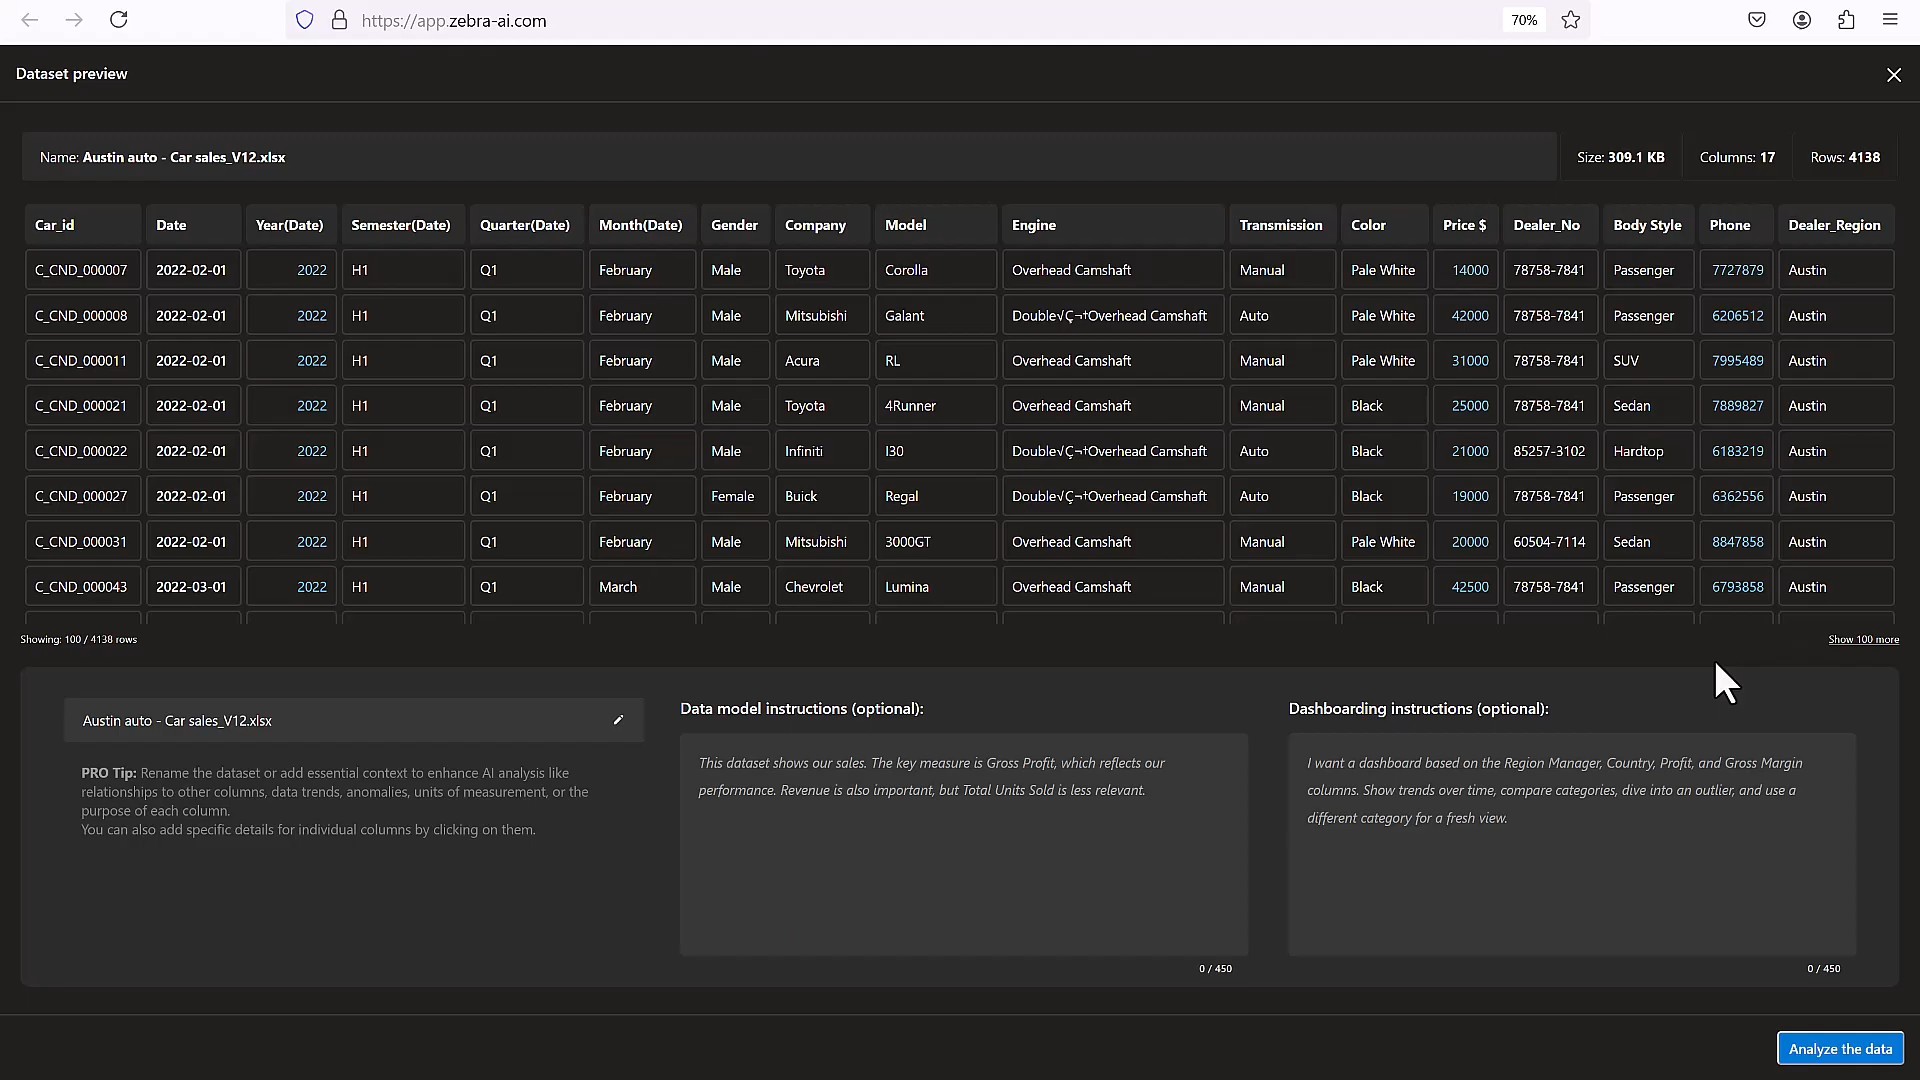 https://app.zebra-ai.com 70%
Dataset preview
Name: Austin auto - Car sales_V12.xlsx Size: 309.1 KB Columns: 17 Rows: 4138
Car_id Date Year(Date) Semester(Date) Quarter(Date) Month(Date) Gender Company Model Engine Transmission Color Price $ Dealer_No Body Style Phone Dealer_Region
C_CND_000007 2022-02-01 2022 H1 Q1 February Male Toyota Corolla Overhead Camshaft Manual Pale White 14000 78758-7841 Passenger 7727879 Austin
C_CND_000008 2022-02-01 2022 H1 Q1 February Male Mitsubishi Galant Double√Ç¬†Overhead Camshaft Auto Pale White 42000 78758-7841 Passenger 6206512 Austin
C_CND_000011 2022-02-01 2022 H1 Q1 February Male Acura RL Overhead Camshaft Manual Pale White 31000 78758-7841 SUV 7995489 Austin
C_CND_000021 2022-02-01 2022 H1 Q1 February Male Toyota 4Runner Overhead Camshaft Manual Black 25000 78758-7841 Sedan 7889827 Austin
C_CND_000022 2022-02-01 2022 H1 Q1 February Male Infiniti I30 Double√Ç¬†Overhead Camshaft Auto Black 21000 85257-3102 Hardtop 6183219 Austin
C_CND_000027 2022-02-01 2022 H1 Q1 February Female Buick Regal Double√Ç¬†Overhead Camshaft Auto Black 19000 78758-7841 Passenger 6362556 Austin
C_CND_000031 2022-02-01 2022 H1 Q1 February Male Mitsubishi 3000GT Overhead Camshaft Manual Pale White 20000 60504-7114 Sedan 8847858 Austin
C_CND_000043 2022-03-01 2022 H1 Q1 March Male Chevrolet Lumina Overhead Camshaft Manual Black 42500 78758-7841 Passenger 6793858 Austin
Showing: 100 / 4138 rows Show 100 more
Austin auto - Car sales_V12.xlsx
PRO Tip: Rename the dataset or add essential context to enhance AI analysis like
relationships to other columns, data trends, anomalies, units of measurement, or the
purpose of each column.
You can also add specific details for individual columns by clicking on them.
Data model instructions (optional):
This dataset shows our sales. The key measure is Gross Profit, which reflects our
performance. Revenue is also important, but Total Units Sold is less relevant.
0 / 450
Dashboarding instructions (optional):
I want a dashboard based on the Region Manager, Country, Profit, and Gross Margin
columns. Show trends over time, compare categories, dive into an outlier, and use a
different category for a fresh view.
0 / 450
Analyze the data